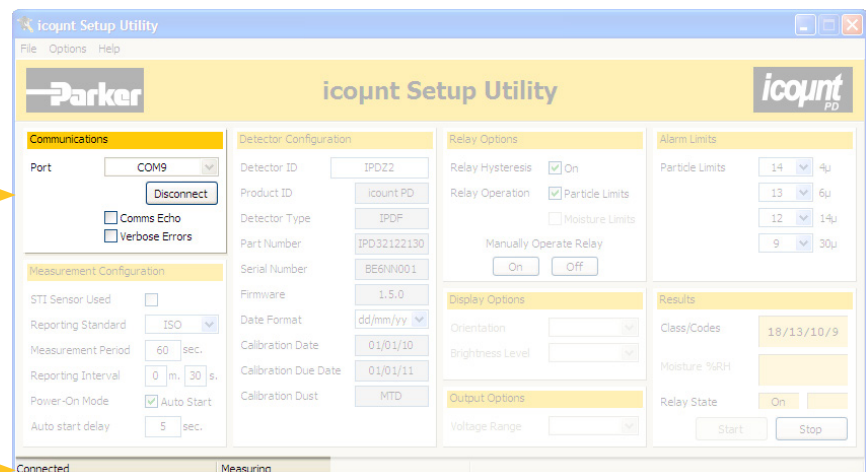 icoµnt Setup Utility
File Options Help
Parker
icoµnt Setup Utility
icoµnt
PD
Communications
Port COM9
Disconnect
Comms Echo
Verbose Errors
Measurement Configuration
STI Sensor Used
Reporting Standard ISO
Measurement Period 60 sec.
Reporting Interval 0 m. 30 s.
Power-On Mode Auto Start
Auto start delay 5 sec.
Detector Configuration
Detector ID IPDZ2
Product ID icount PD
Detector Type IPDF
Part Number IPD32122130
Serial Number BE6NN001
Firmware 1.5.0
Date Format dd/mm/yy
Calibration Date 01/01/10
Calibration Due Date 01/01/11
Calibration Dust MTD
Relay Options
Relay Hysteresis On
Relay Operation Particle Limits
Moisture Limits
Manually Operate Relay
On Off
Display Options
Orientation
Brightness Level
Output Options
Voltage Range
Alarm Limits
Particle Limits 14 4µ
13 6µ
12 14µ
9 30µ
Results
Class/Codes 18/13/10/9
Moisture %RH
Relay State On
Start Stop
Connected Measuring